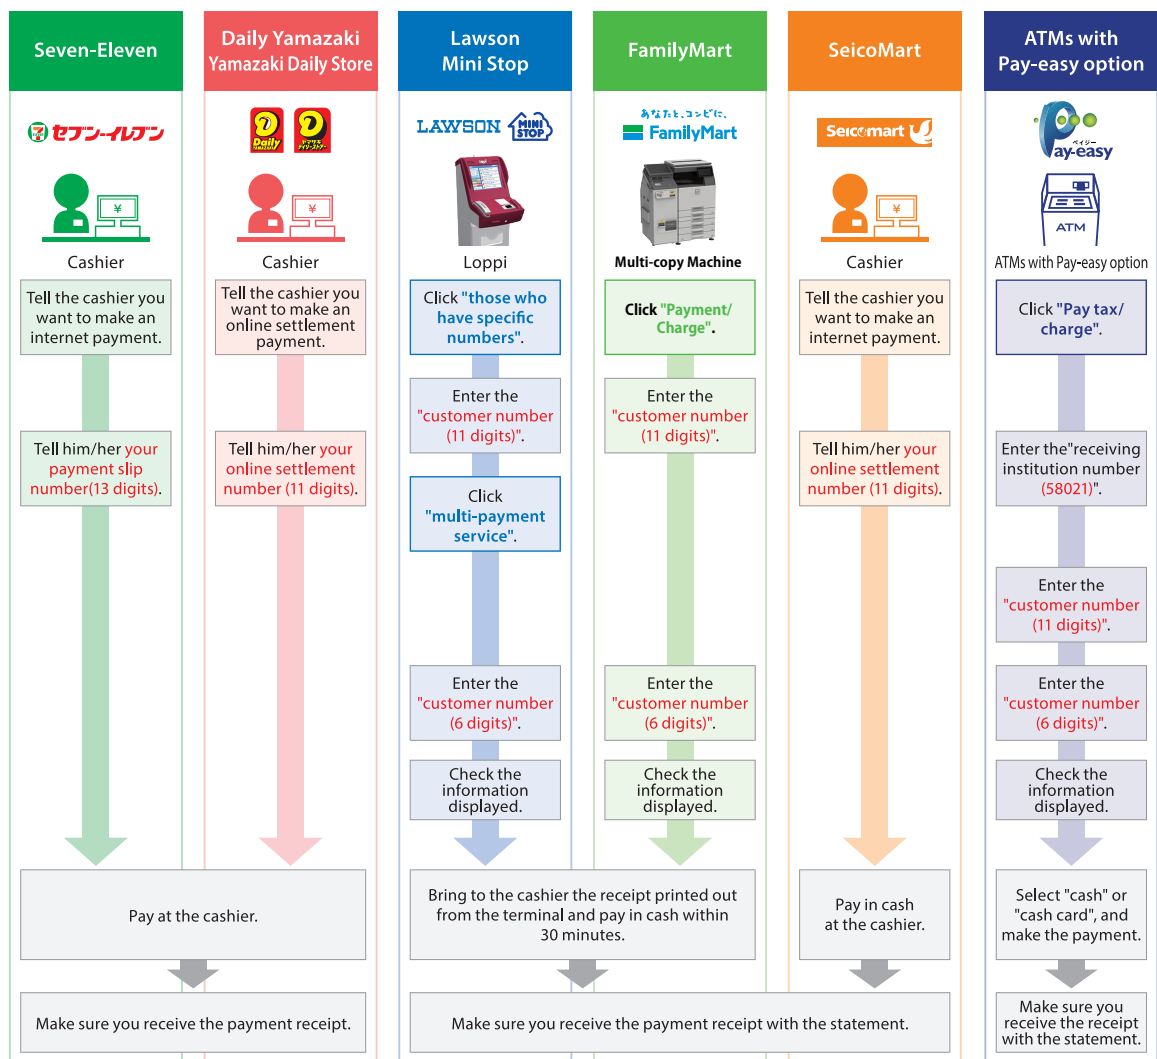 Seven-Eleven
Daily Yamazaki
Yamazaki Daily Store
Lawson
Mini Stop
FamilyMart
SeicoMart
ATMs with
Pay-easy option
セブン-イレブン
Daily
YAMAZAKI
ヤマザキ
デイリーストアー
LAWSON
MINI
STOP
あなたと、コンビに、
FamilyMart
Seicomart
ペイジー
Pay-easy
¥
¥
¥
ATM
Cashier
Cashier
Loppi
Multi-copy Machine
Cashier
ATMs with Pay-easy option
Tell the cashier you
want to make an
internet payment.
Tell the cashier you
want to make an
online settlement
payment.
Click "those who
have specific
numbers".
Click "Payment/
Charge".
Tell the cashier you
want to make an
internet payment.
Click "Pay tax/
charge".
Enter the
"customer number
(11 digits)".
Enter the
"customer number
(11 digits)".
Tell him/her your
payment slip
number(13 digits).
Tell him/her your
online settlement
number (11 digits).
Click
"multi-payment
service".
Tell him/her your
online settlement
number (11 digits).
Enter the"receiving
institution number
(58021)".
Enter the
"customer number
(11 digits)".
Enter the
"customer number
(6 digits)".
Enter the
"customer number
(6 digits)".
Enter the
"customer number
(6 digits)".
Check the
information
displayed.
Check the
information
displayed.
Check the
information
displayed.
Pay at the cashier.
Bring to the cashier the receipt printed out
from the terminal and pay in cash within
30 minutes.
Pay in cash
at the cashier.
Select "cash" or
"cash card", and
make the payment.
Make sure you receive the payment receipt.
Make sure you receive the payment receipt with the statement.
Make sure you
receive the receipt
with the statement.